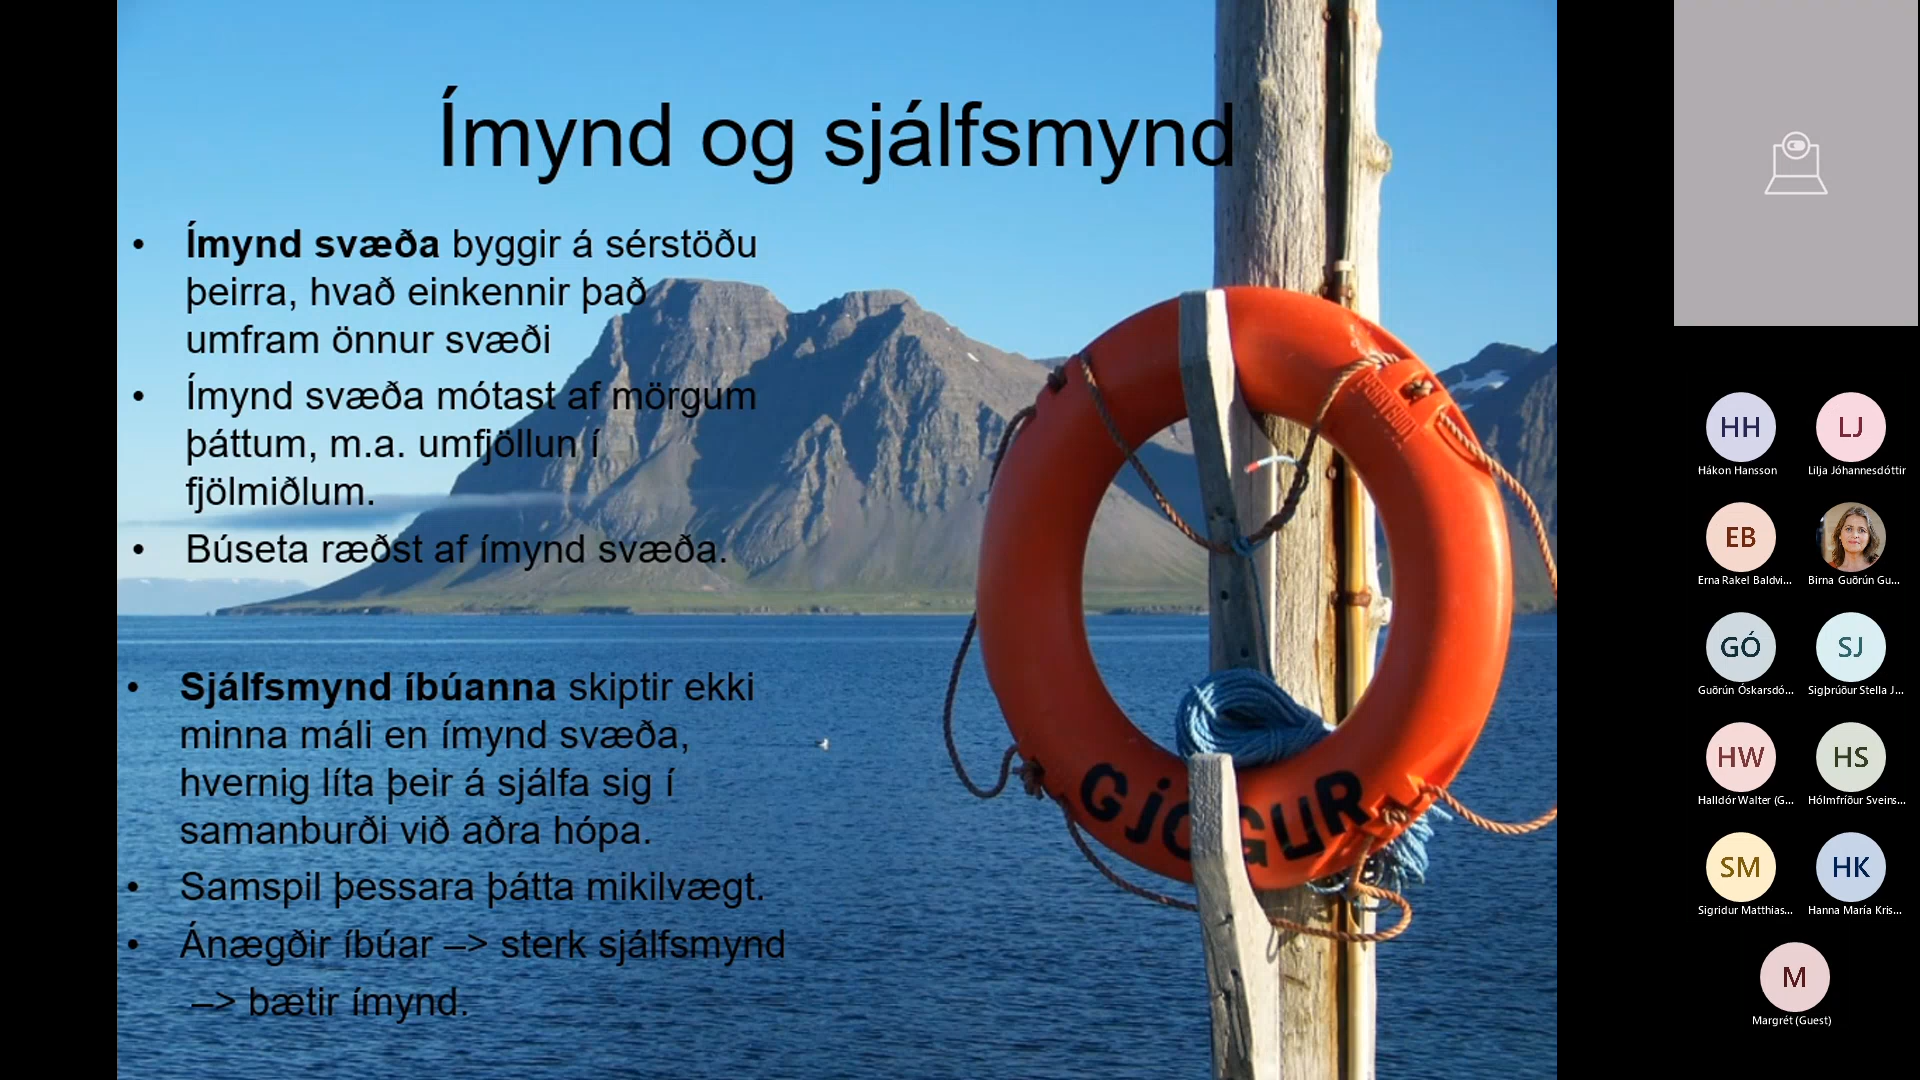 Ímynd og sjálfsmynd
• Ímynd svæða byggir á sérstöðu
þeirra, hvað einkennir það
umfram önnur svæði
• Ímynd svæða mótast af mörgum
þáttum, m.a. umfjöllun í
fjölmiðlum.
• Búseta ræðst af ímynd svæða.
• Sjálfsmynd íbúanna skiptir ekki
minna máli en ímynd svæða,
hvernig líta þeir á sjálfa sig í
samanburði við aðra hópa.
• Samspil þessara þátta mikilvægt.
• Ánægðir íbúar –> sterk sjálfsmynd
–> bætir ímynd.
GJÖGUR
HH LJ
Hákon Hansson Lilja Jóhannesdóttir
EB
Erna Rakel Baldvi... Birna Guðrún Gu...
GÓ SJ
Guðrún Óskarsdó... Sigþrúður Stella J...
HW HS
Halldór Walter (G... Hólmfríður Sveins...
SM HK
Sigridur Matthias... Hanna María Kris...
M
Margrét (Guest)